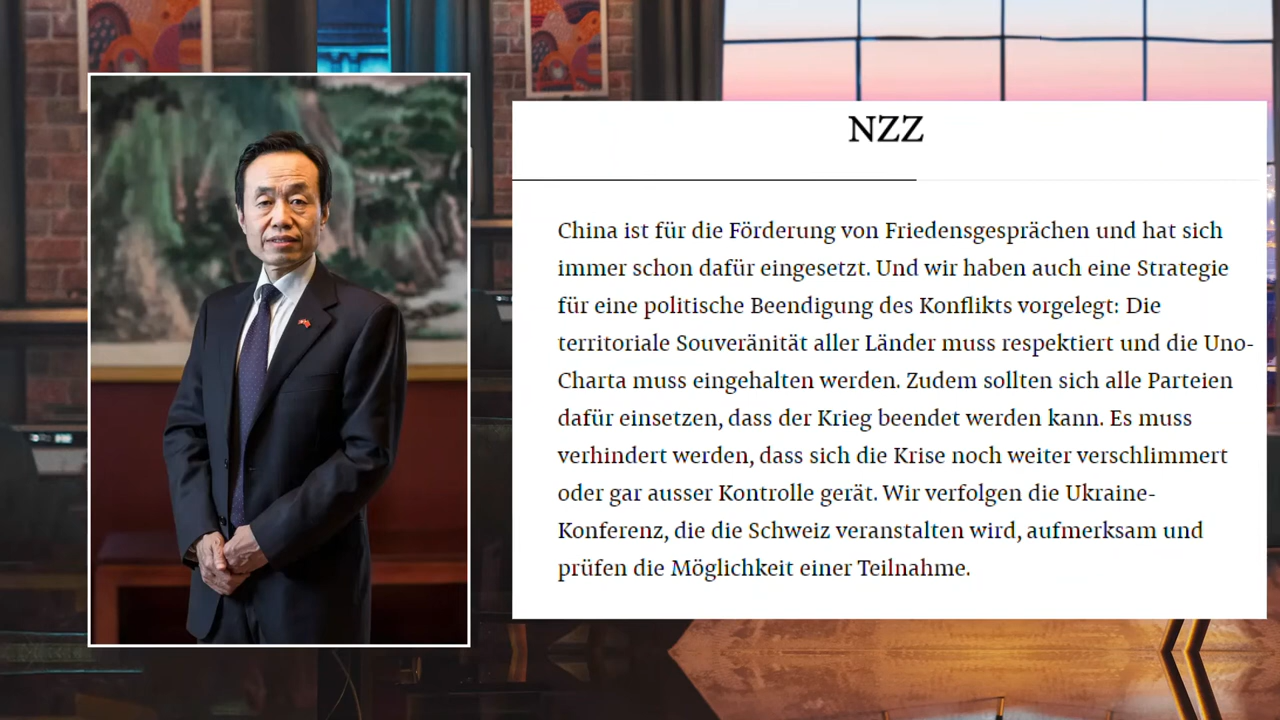 NZZ
China ist für die Förderung von Friedensgesprächen und hat sich
immer schon dafür eingesetzt. Und wir haben auch eine Strategie
für eine politische Beendigung des Konflikts vorgelegt: Die
territoriale Souveränität aller Länder muss respektiert und die Uno-
Charta muss eingehalten werden. Zudem sollten sich alle Parteien
dafür einsetzen, dass der Krieg beendet werden kann. Es muss
verhindert werden, dass sich die Krise noch weiter verschlimmert
oder gar ausser Kontrolle gerät. Wir verfolgen die Ukraine-
Konferenz, die die Schweiz veranstalten wird, aufmerksam und
prüfen die Möglichkeit einer Teilnahme.